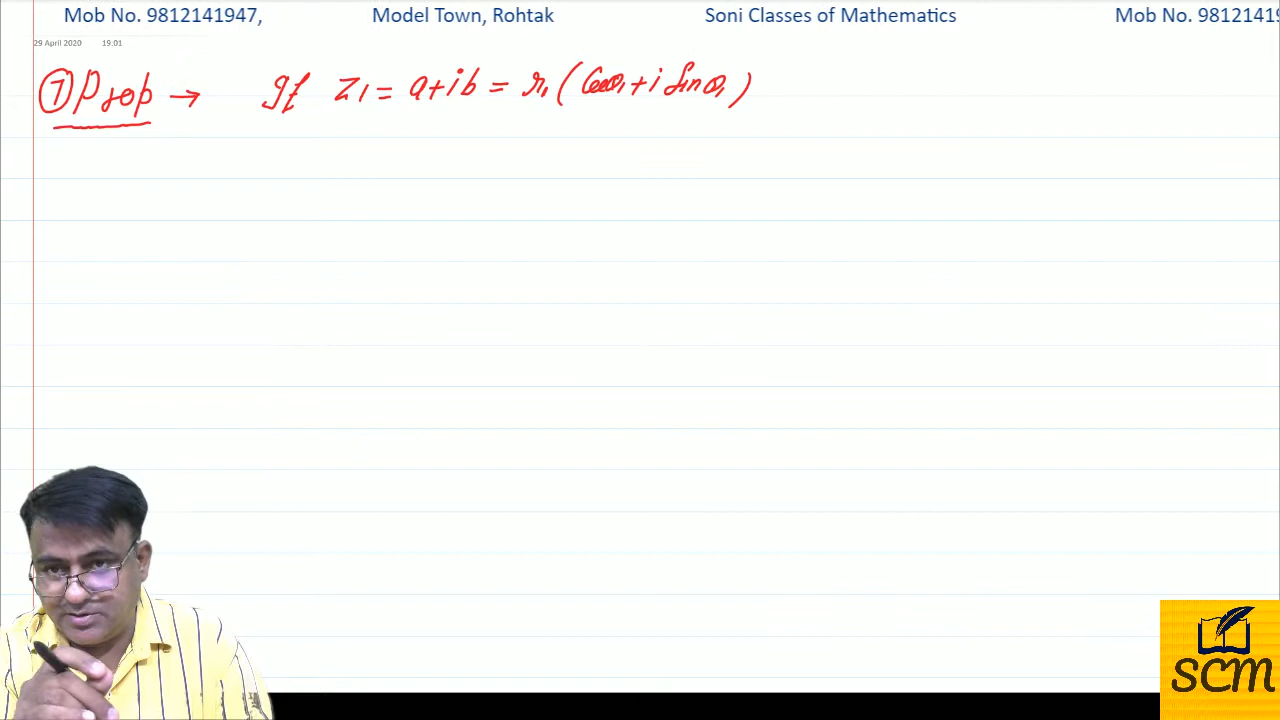 Mob No. 9812141947, Model Town, Rohtak Soni Classes of Mathematics Mob No. 98121419
29 April 2020 19:01
⑦ Prop → If z₁ = a+ib = r₁ (Cosθ₁ + i Sinθ₁)
SCM